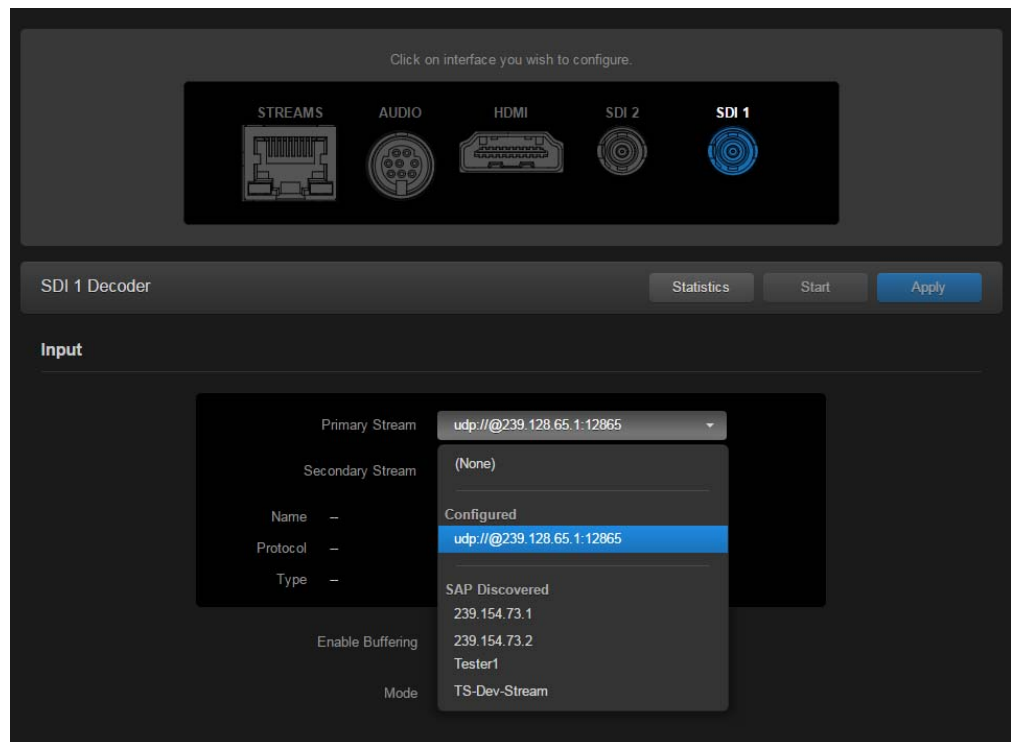 Click on interface you wish to configure.
STREAMS AUDIO HDMI SDI 2 SDI 1
SDI 1 Decoder Statistics Start Apply
Input
Primary Stream udp://@239.128.65.1:12865
Secondary Stream (None)
Name – Configured
Protocol – udp://@239.128.65.1:12865
Type – SAP Discovered
239.154.73.1
Enable Buffering 239.154.73.2
Tester1
Mode TS-Dev-Stream